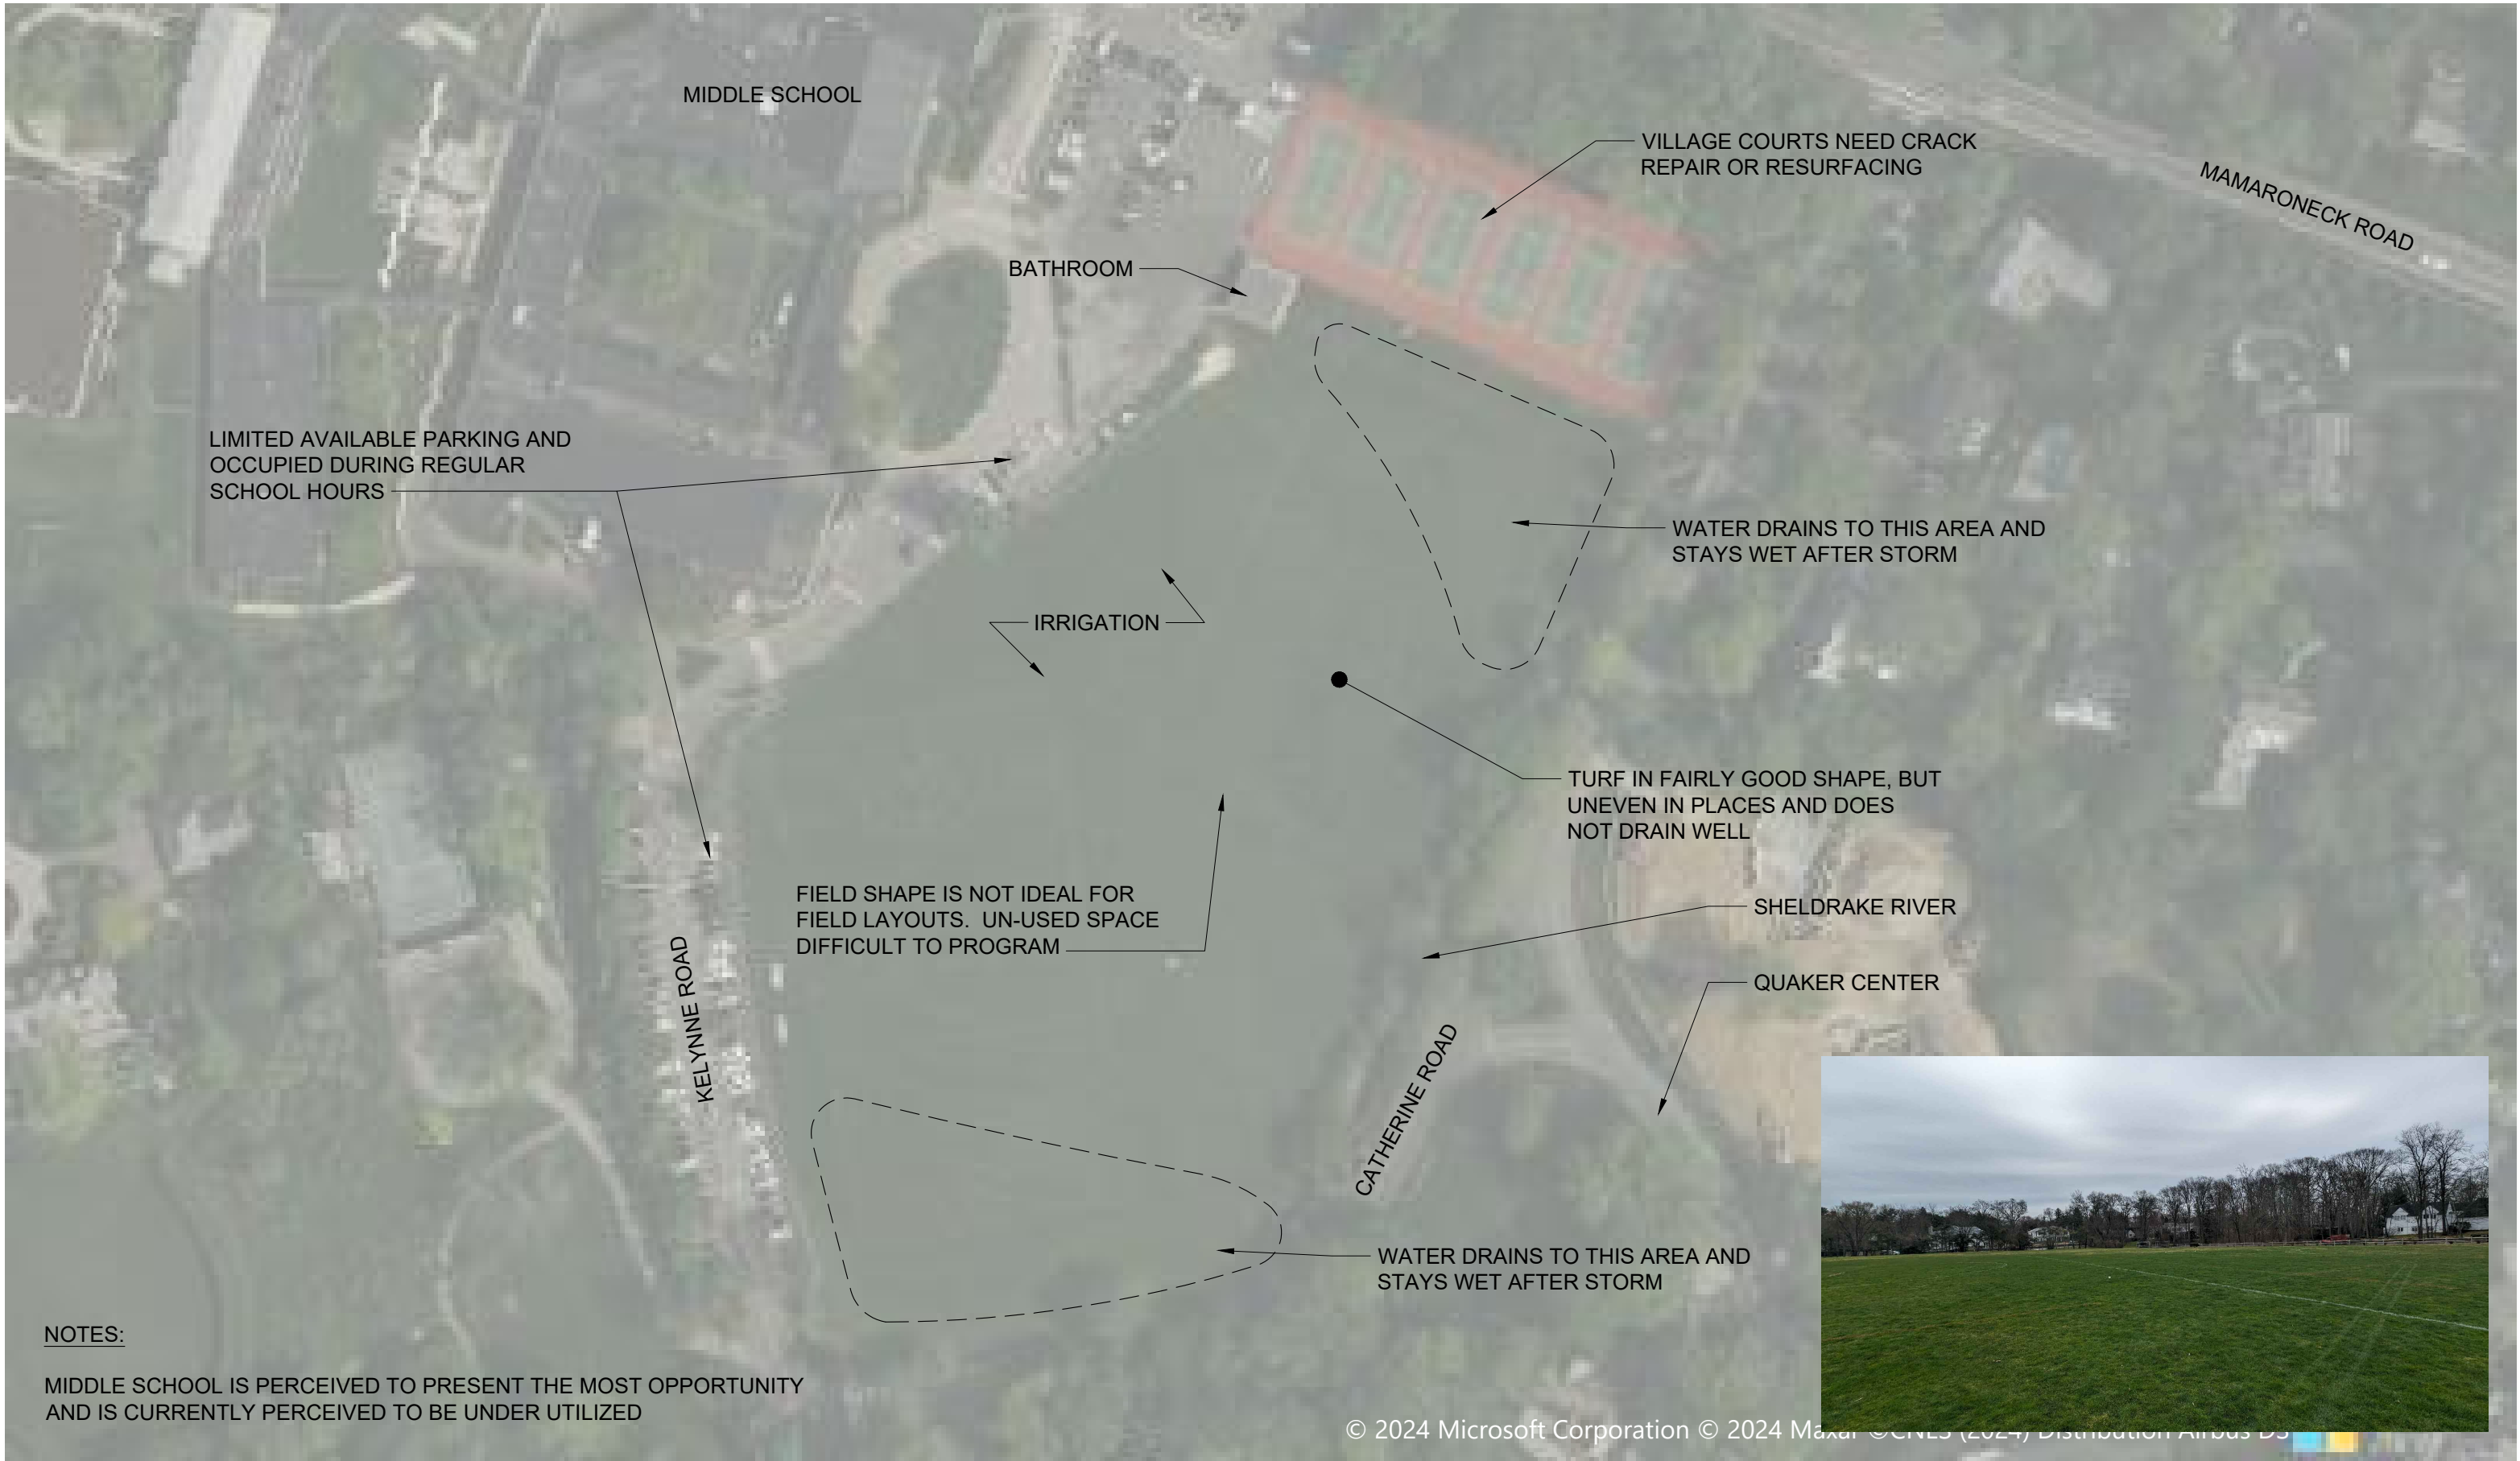 MIDDLE SCHOOL
VILLAGE COURTS NEED CRACK
REPAIR OR RESURFACING
MAMARONECK ROAD
BATHROOM
LIMITED AVAILABLE PARKING AND
OCCUPIED DURING REGULAR
SCHOOL HOURS
WATER DRAINS TO THIS AREA AND
STAYS WET AFTER STORM
IRRIGATION
TURF IN FAIRLY GOOD SHAPE, BUT
UNEVEN IN PLACES AND DOES
NOT DRAIN WELL
FIELD SHAPE IS NOT IDEAL FOR
FIELD LAYOUTS. UN-USED SPACE
DIFFICULT TO PROGRAM
SHELDRAKE RIVER
QUAKER CENTER
KELYNNE ROAD
CATHERINE ROAD
WATER DRAINS TO THIS AREA AND
STAYS WET AFTER STORM
NOTES:
MIDDLE SCHOOL IS PERCEIVED TO PRESENT THE MOST OPPORTUNITY
AND IS CURRENTLY PERCEIVED TO BE UNDER UTILIZED
© 2024 Microsoft Corporation © 2024 Maxar ©CNES (2024) Distribution Airbus DS